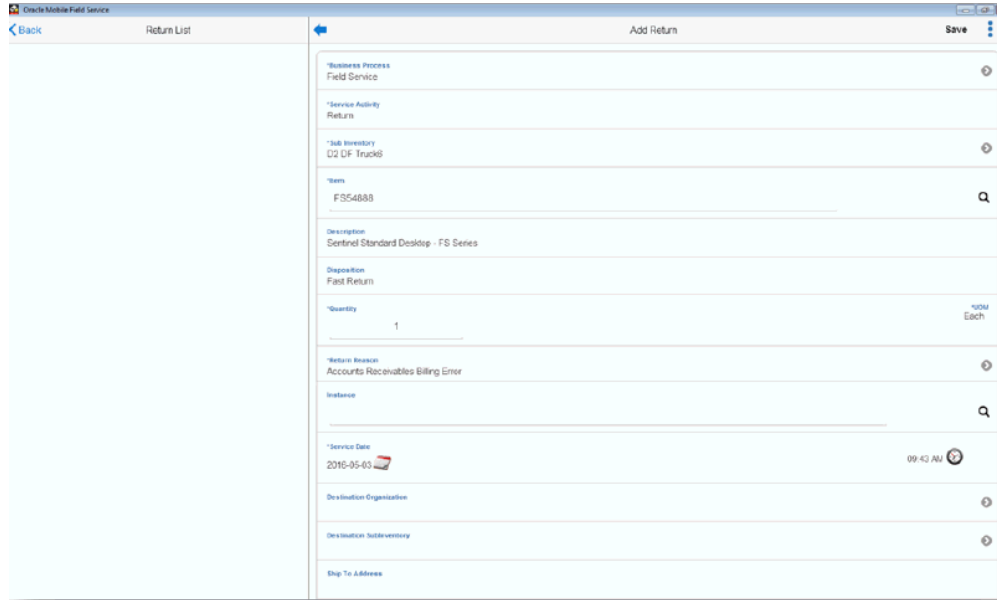 Oracle Mobile Field Service
Back
Return List
Add Return
Save
*Business Process
Field Service
*Service Activity
Return
*Sub Inventory
D2 DF Truck6
*Item
FS54888
Description
Sentinel Standard Desktop - FS Series
Disposition
Fast Return
*Quantity
1
*UOM
Each
*Return Reason
Accounts Receivables Billing Error
Instance
*Service Date
2016-05-03
09:43 AM
Destination Organization
Destination Subinventory
Ship To Address